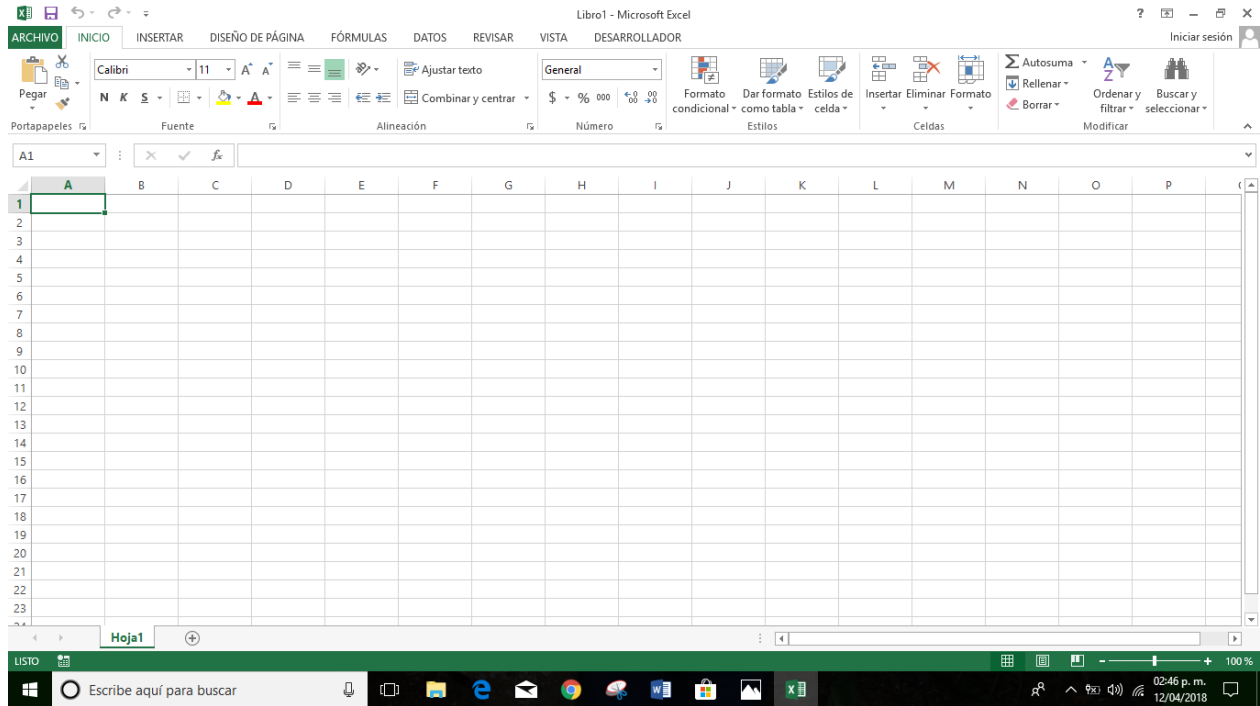 Libro1 - Microsoft Excel
ARCHIVO INICIO INSERTAR DISEÑO DE PÁGINA FÓRMULAS DATOS REVISAR VISTA DESARROLLADOR Iniciar sesión
Pegar
Calibri 11
N K S
Ajustar texto
Combinar y centrar
General
$ % 000
Formato condicional
Dar formato como tabla
Estilos de celda
Insertar Eliminar Formato
Autosuma
Rellenar
Borrar
Ordenar y filtrar
Buscar y seleccionar
Portapapeles Fuente Alineación Número Estilos Celdas Modificar
A1 fx
A B C D E F G H I J K L M N O P
1
2
3
4
5
6
7
8
9
10
11
12
13
14
15
16
17
18
19
20
21
22
23
Hoja1
LISTO 100 %
Escribe aquí para buscar
02:46 p. m.
12/04/2018